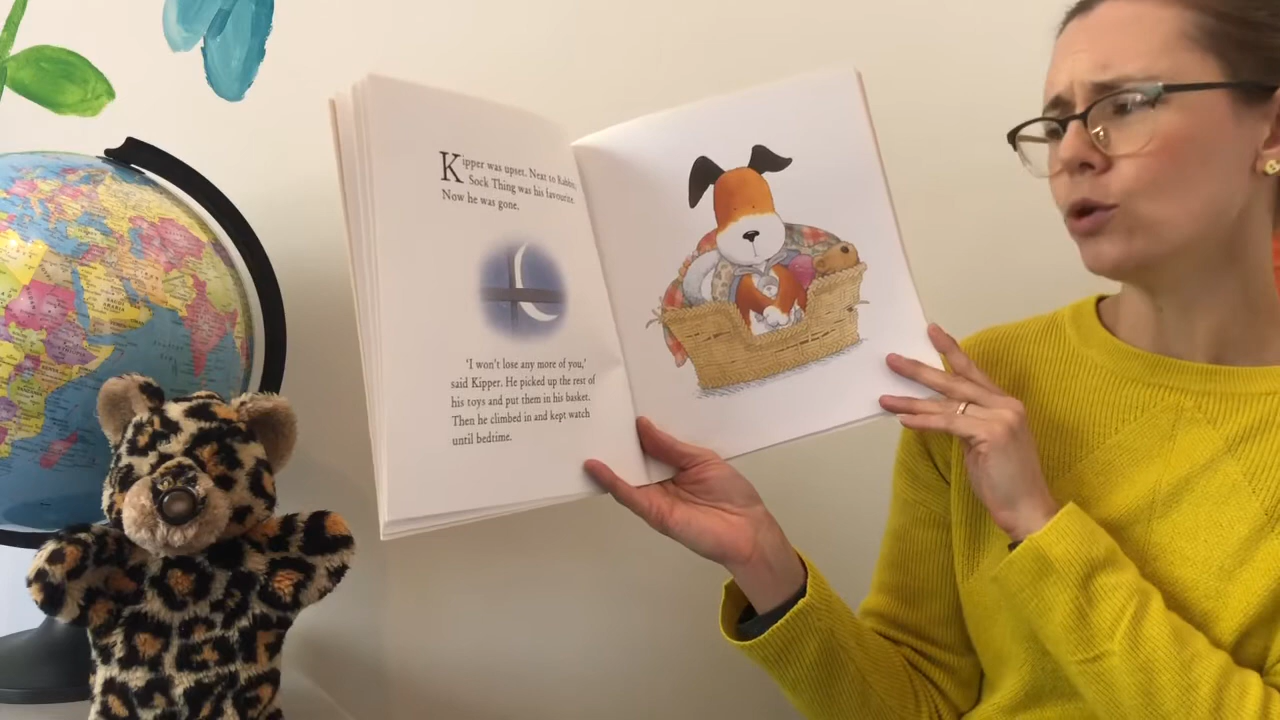 Kipper was upset. Next to Rabbit,
Sock Thing was his favourite.
Now he was gone.
'I won't lose any more of you,'
said Kipper. He picked up the rest of
his toys and put them in his basket.
Then he climbed in and kept watch
until bedtime.